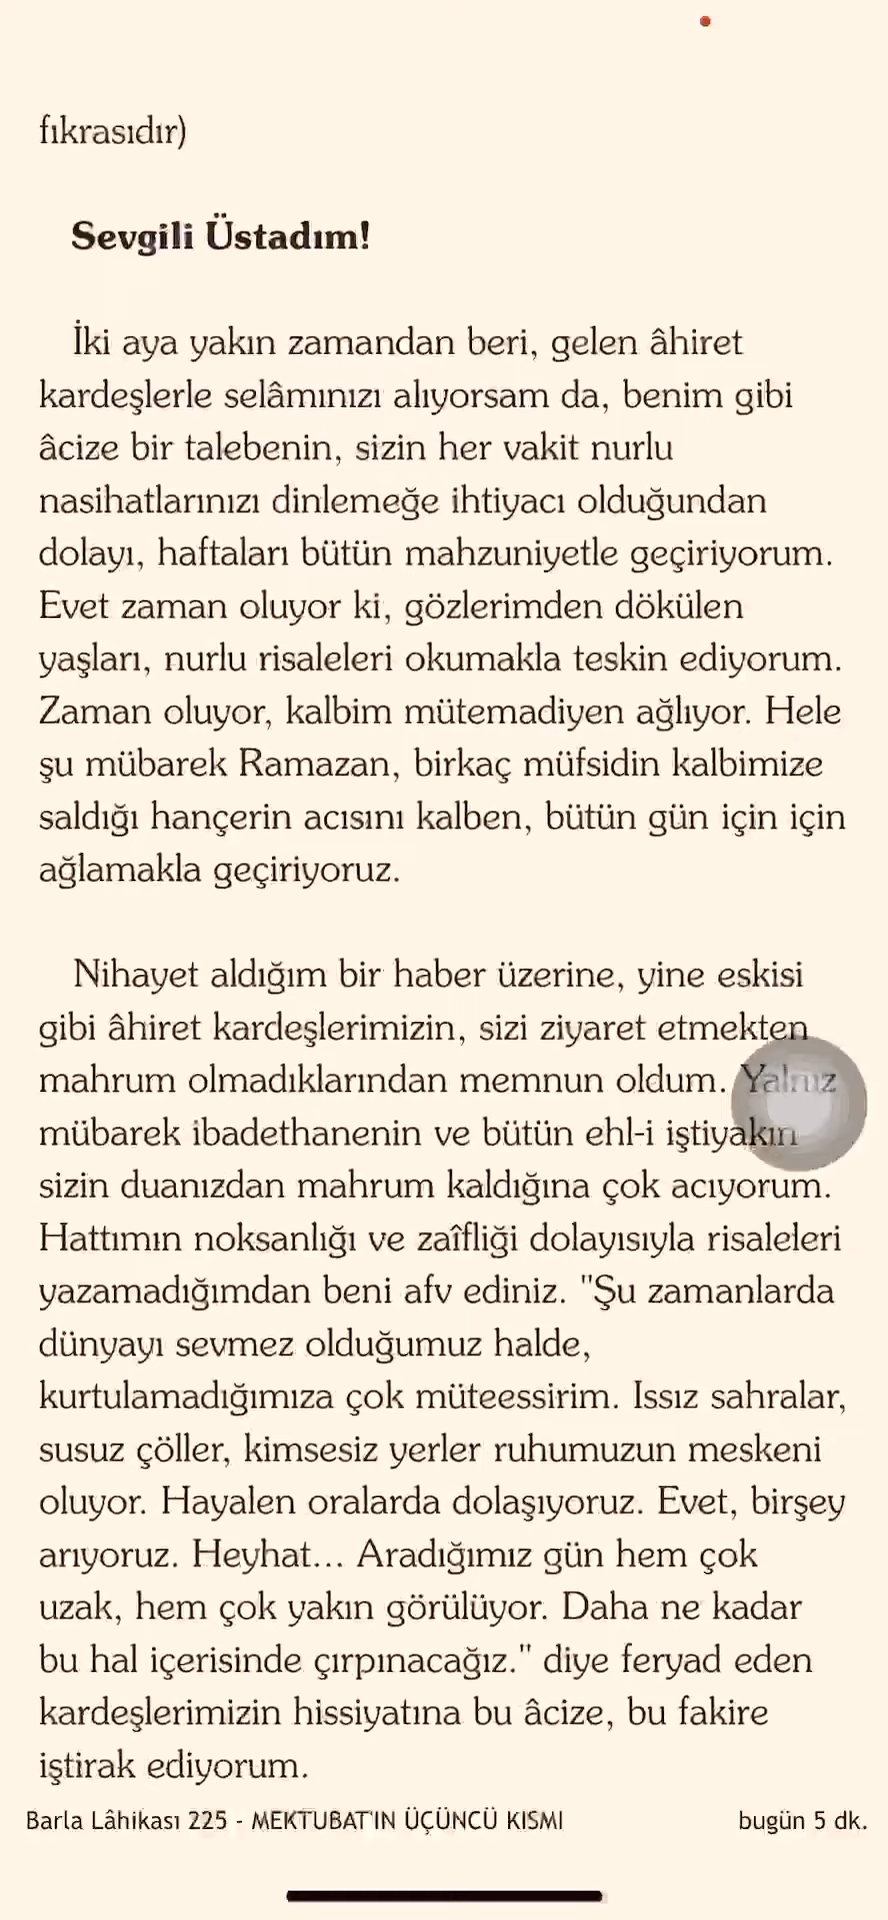 fıkrasıdır)
Sevgili Üstadım!
İki aya yakın zamandan beri, gelen âhiret
kardeşlerle selâmınızı alıyorsam da, benim gibi
âcize bir talebenin, sizin her vakit nurlu
nasihatlarınızı dinlemeğe ihtiyacı olduğundan
dolayı, haftaları bütün mahzuniyetle geçiriyorum.
Evet zaman oluyor ki, gözlerimden dökülen
yaşları, nurlu risaleleri okumakla teskin ediyorum.
Zaman oluyor, kalbim mütemadiyen ağlıyor. Hele
şu mübarek Ramazan, birkaç müfsidin kalbimize
saldığı hançerin acısını kalben, bütün gün için için
ağlamakla geçiriyoruz.
Nihayet aldığım bir haber üzerine, yine eskisi
gibi âhiret kardeşlerimizin, sizi ziyaret etmekten
mahrum olmadıklarından memnun oldum. Yalnız
mübarek ibadethanenin ve bütün ehl-i iştiyakın
sizin duanızdan mahrum kaldığına çok acıyorum.
Hattımın noksanlığı ve zaîfliği dolayısıyla risaleleri
yazamadığımdan beni afv ediniz. "Şu zamanlarda
dünyayı sevmez olduğumuz halde,
kurtulamadığımıza çok müteessirim. Issız sahralar,
susuz çöller, kimsesiz yerler ruhumuzun meskeni
oluyor. Hayalen oralarda dolaşıyoruz. Evet, birşey
arıyoruz. Heyhat... Aradığımız gün hem çok
uzak, hem çok yakın görülüyor. Daha ne kadar
bu hal içerisinde çırpınacağız." diye feryad eden
kardeşlerimizin hissiyatına bu âcize, bu fakire
iştirak ediyorum.
Barla Lâhikası 225 - MEKTUBAT'IN ÜÇÜNCÜ KISMI bugün 5 dk.